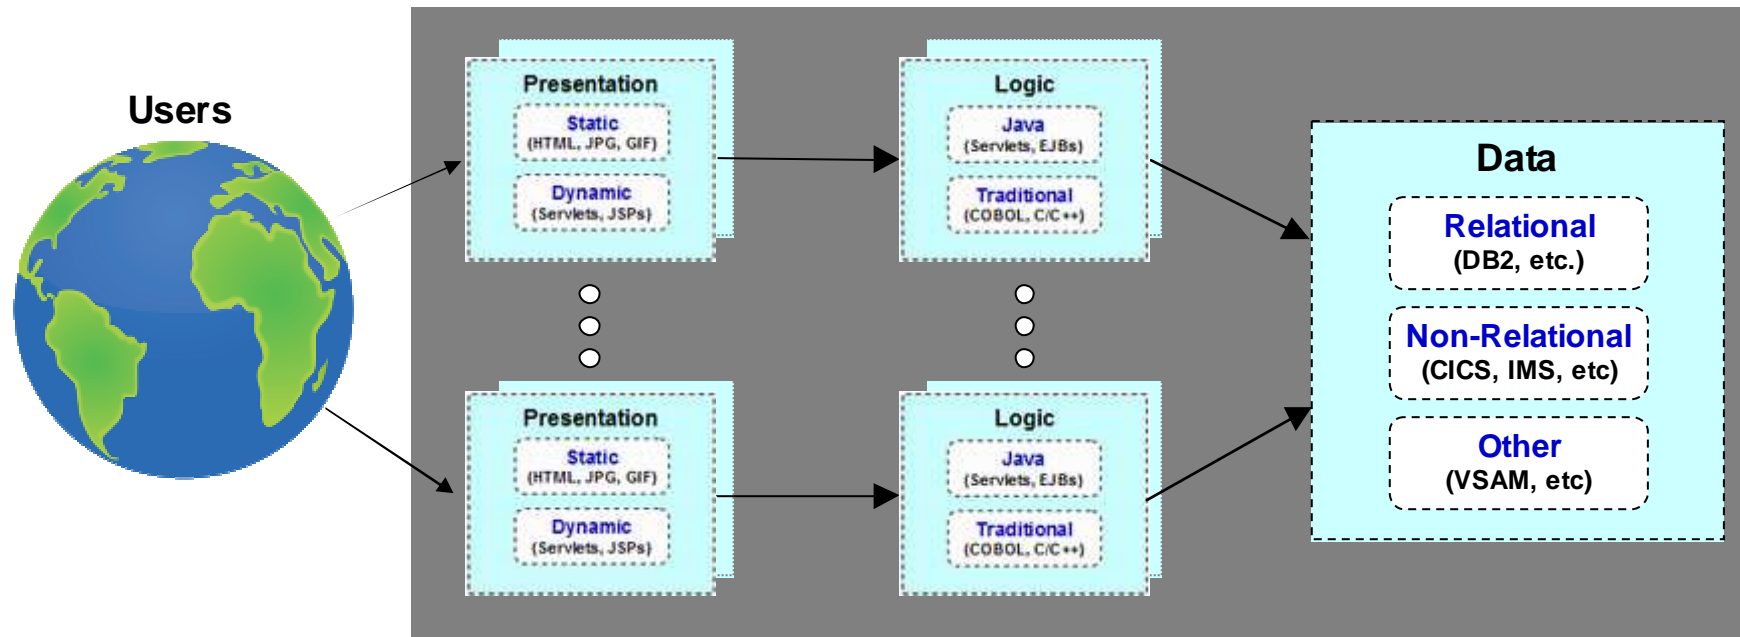 Users
Presentation
Static
(HTML, JPG, GIF)
Dynamic
(Servlets, JSPs)
Logic
Java
(Servlets, EJBs)
Traditional
(COBOL, C/C++)
Presentation
Static
(HTML, JPG, GIF)
Dynamic
(Servlets, JSPs)
Logic
Java
(Servlets, EJBs)
Traditional
(COBOL, C/C++)
Data
Relational
(DB2, etc.)
Non-Relational
(CICS, IMS, etc)
Other
(VSAM, etc)